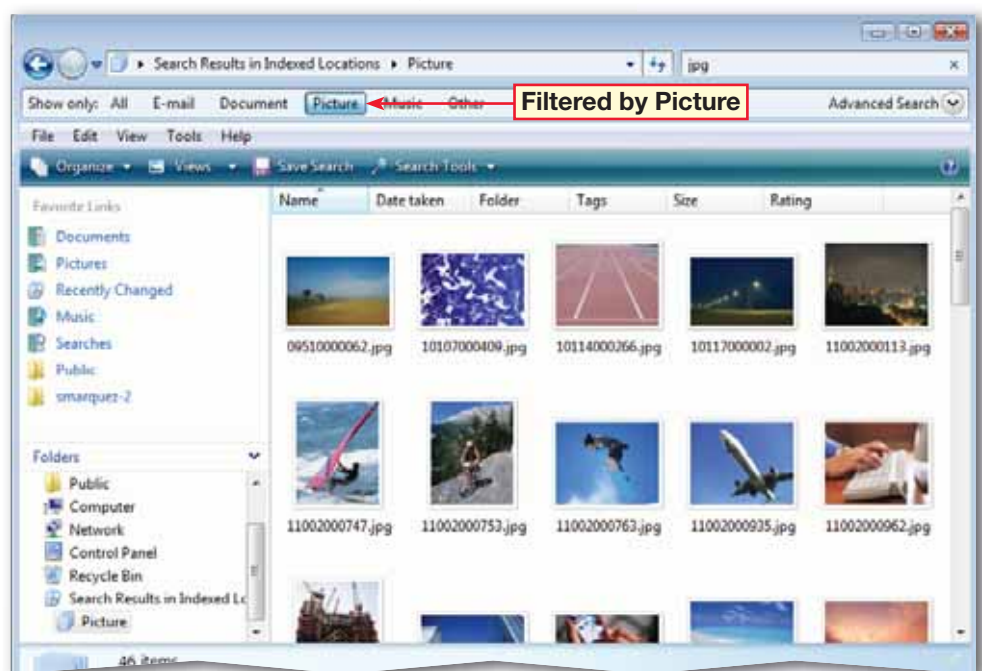 Search Results in Indexed Locations Picture
jpg
Show only: All E-mail Document Picture Music Other
Filtered by Picture
Advanced Search
File Edit View Tools Help
Organize Views Save Search Search Tools
Favorite Links
Documents
Pictures
Recently Changed
Music
Searches
Public
smarquez-2
Folders
Public
Computer
Network
Control Panel
Recycle Bin
Search Results in Indexed Lc
Picture
Name Date taken Folder Tags Size Rating
09510000062.jpg 10107000409.jpg 10114000266.jpg 10117000002.jpg 11002000113.jpg
11002000747.jpg 11002000753.jpg 11002000763.jpg 11002000935.jpg 11002000962.jpg
46 items